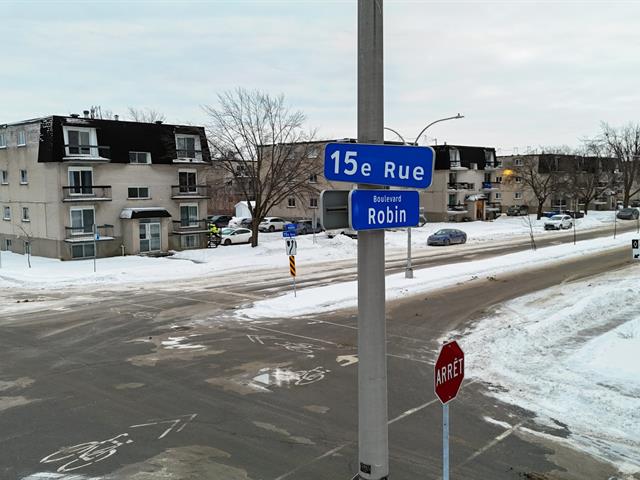 15e Rue
Boulevard
Robin
ARRÊT